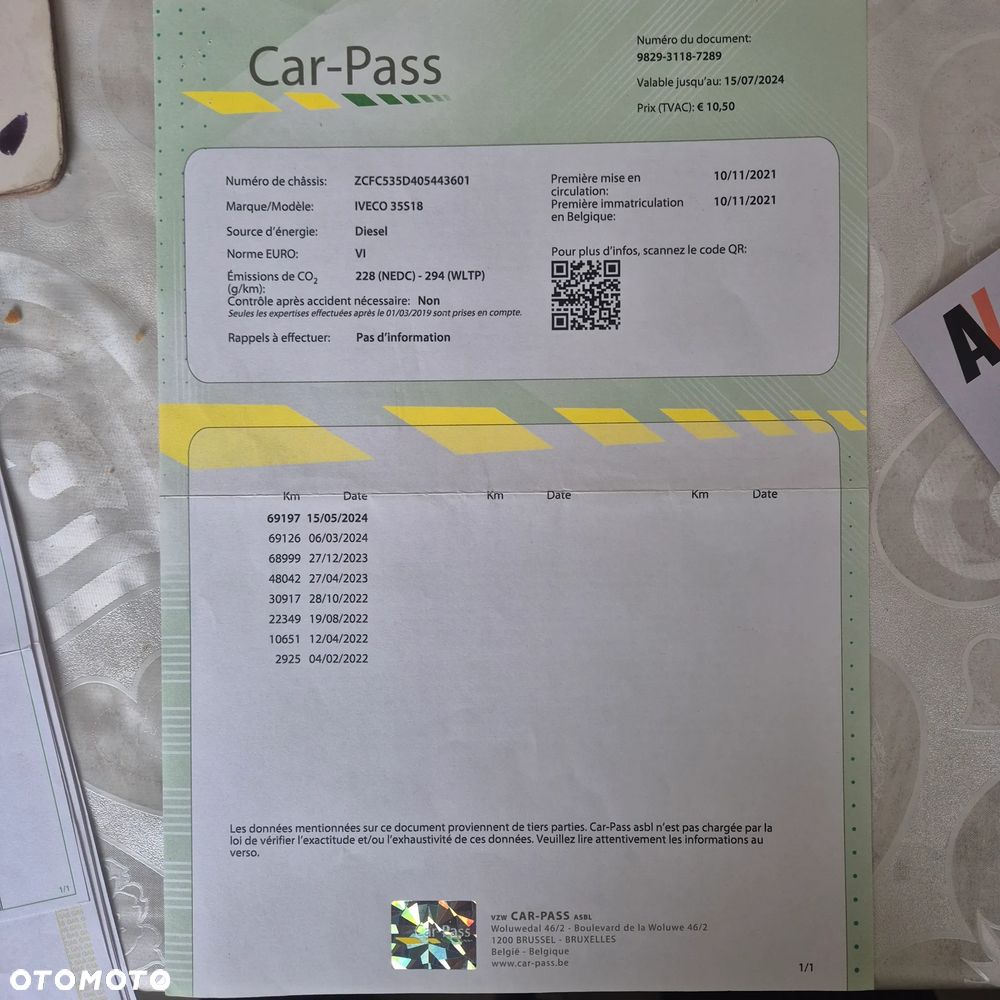 Car-Pass
Numéro du document:
9829-3118-7289
Valable jusqu'au: 15/07/2024
Prix (TVAC): € 10,50
Numéro de châssis: ZCFC535D405443601
Marque/Modèle: IVECO 35S18
Source d'énergie: Diesel
Norme EURO: VI
Émissions de CO2 228 (NEDC) - 294 (WLTP)
(g/km):
Contrôle après accident nécessaire: Non
Seules les expertises effectuées après le 01/03/2019 sont prises en compte.
Rappels à effectuer: Pas d'information
Première mise en 10/11/2021
circulation:
Première immatriculation 10/11/2021
en Belgique:
Pour plus d'infos, scannez le code QR:
Km Date Km Date Km Date
69197 15/05/2024
69126 06/03/2024
68999 27/12/2023
48042 27/04/2023
30917 28/10/2022
22349 19/08/2022
10651 12/04/2022
2925 04/02/2022
Les données mentionnées sur ce document proviennent de tiers parties. Car-Pass asbl n'est pas chargée par la
loi de vérifier l'exactitude et/ou l'exhaustivité de ces données. Veuillez lire attentivement les informations au
verso.
Car-Pass
VZW CAR-PASS ASBL
Woluwedal 46/2 - Boulevard de la Woluwe 46/2
1200 BRUSSEL - BRUXELLES
België - Belgique
www.car-pass.be
1/1
1/1
OTOMOTO